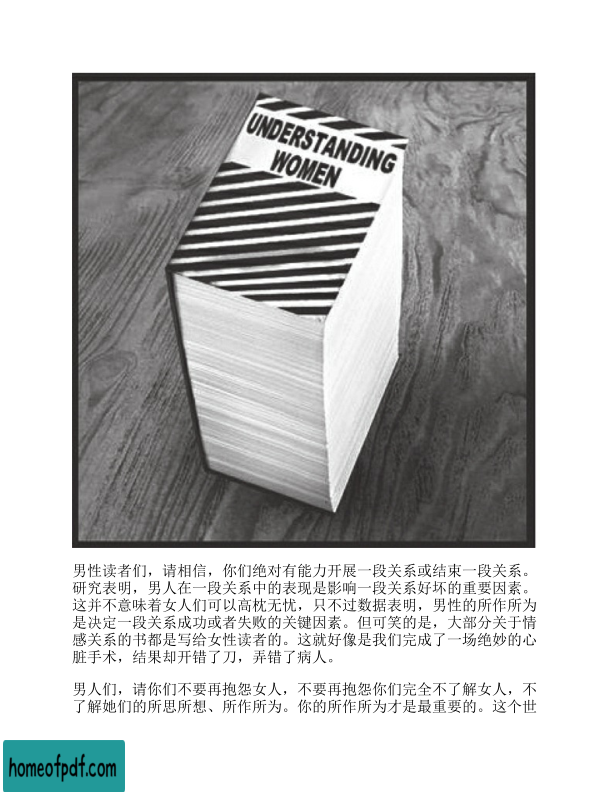 UNDERSTANDING
WOMEN
男性读者们，请相信，你们绝对有能力开展一段关系或结束一段关系。
研究表明，男人在一段关系中的表现是影响一段关系好坏的重要因素。
这并不意味着女人们可以高枕无忧，只不过数据表明，男性的所作所为
是决定一段关系成功或者失败的关键因素。但可笑的是，大部分关于情
感关系的书都是写给女性读者的。这就好像是我们完成了一场绝妙的心
脏手术，结果却开错了刀，弄错了病人。
男人们，请你们不要再抱怨女人，不要再抱怨你们完全不了解女人，不
了解她们的所思所想、所作所为。你的所作所为才是最重要的。这个世
homeofpdf.com